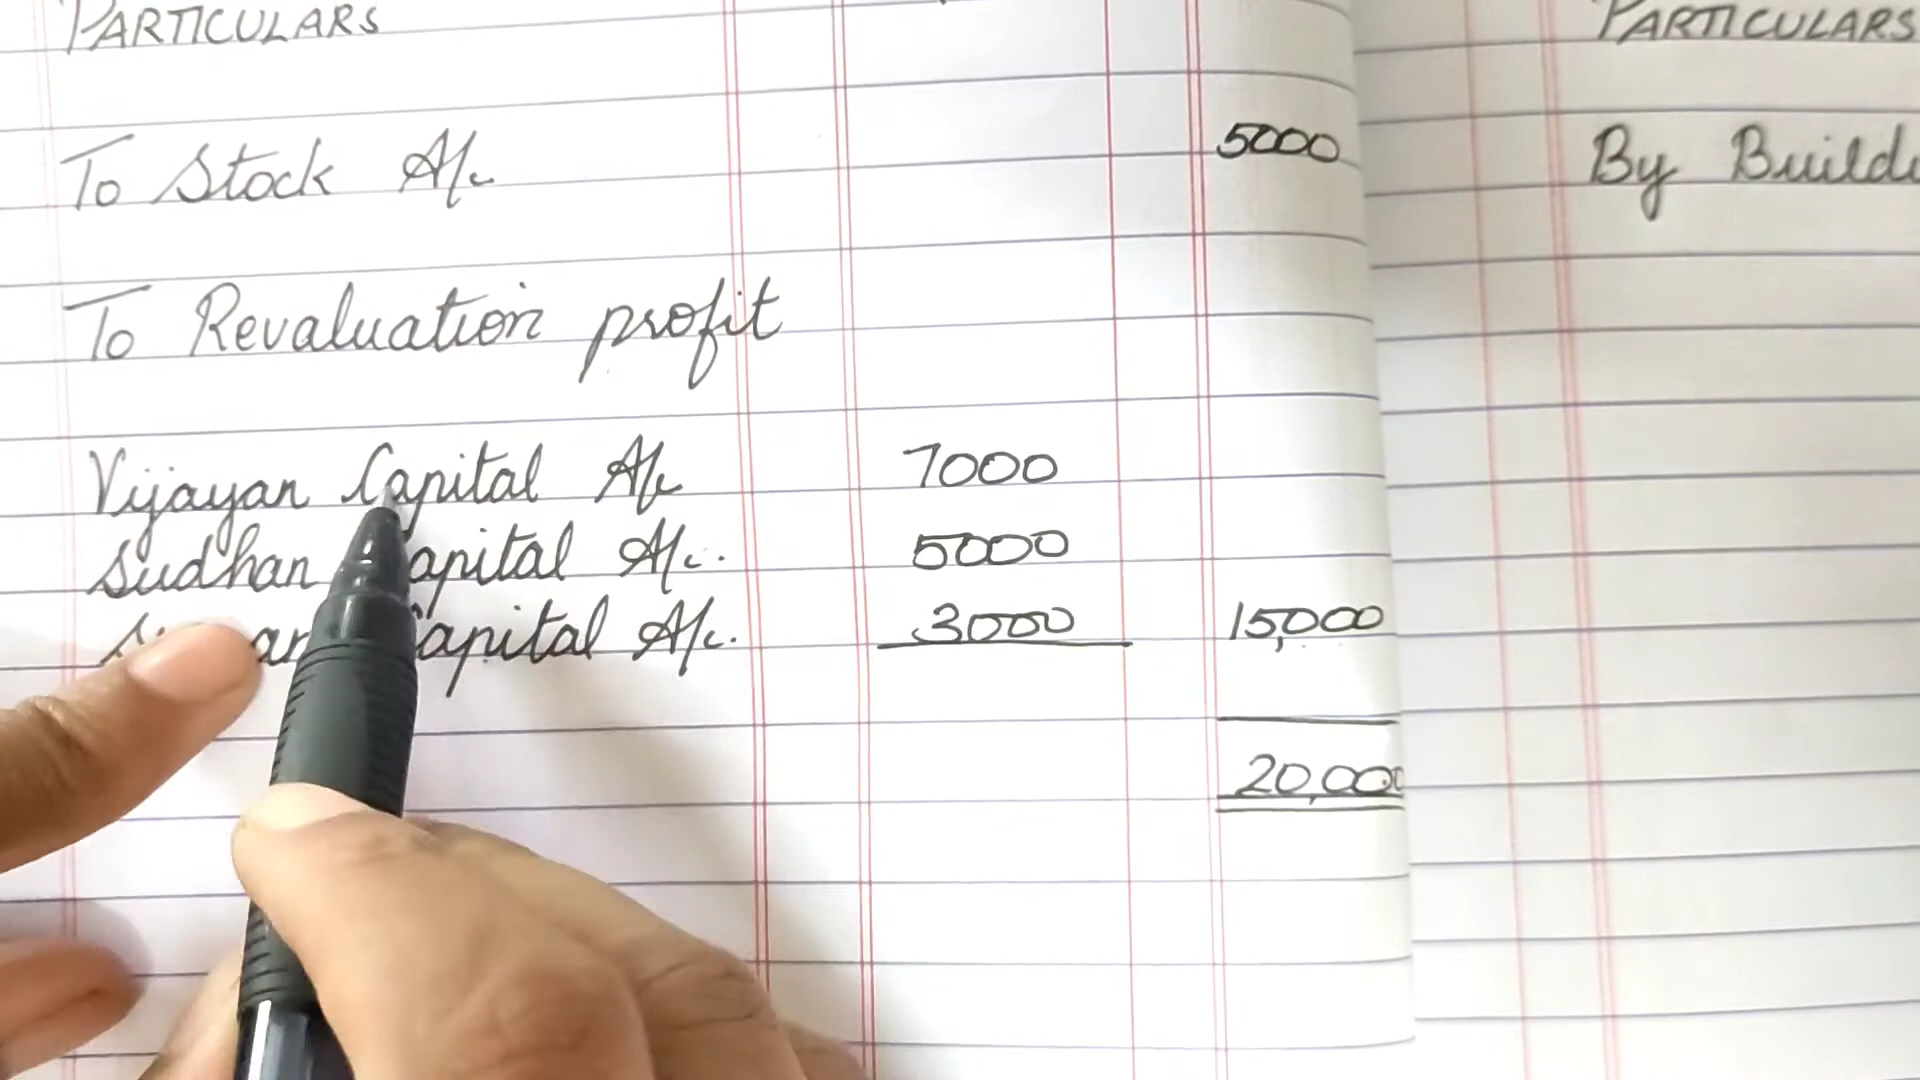 PARTICULARS
To Stock A/c 5000
To Revaluation profit
Vijayan Capital A/c 7000
Sudhan Capital A/c. 5000
Capital A/c. 3000 15,000
20,000
PARTICULARS
By